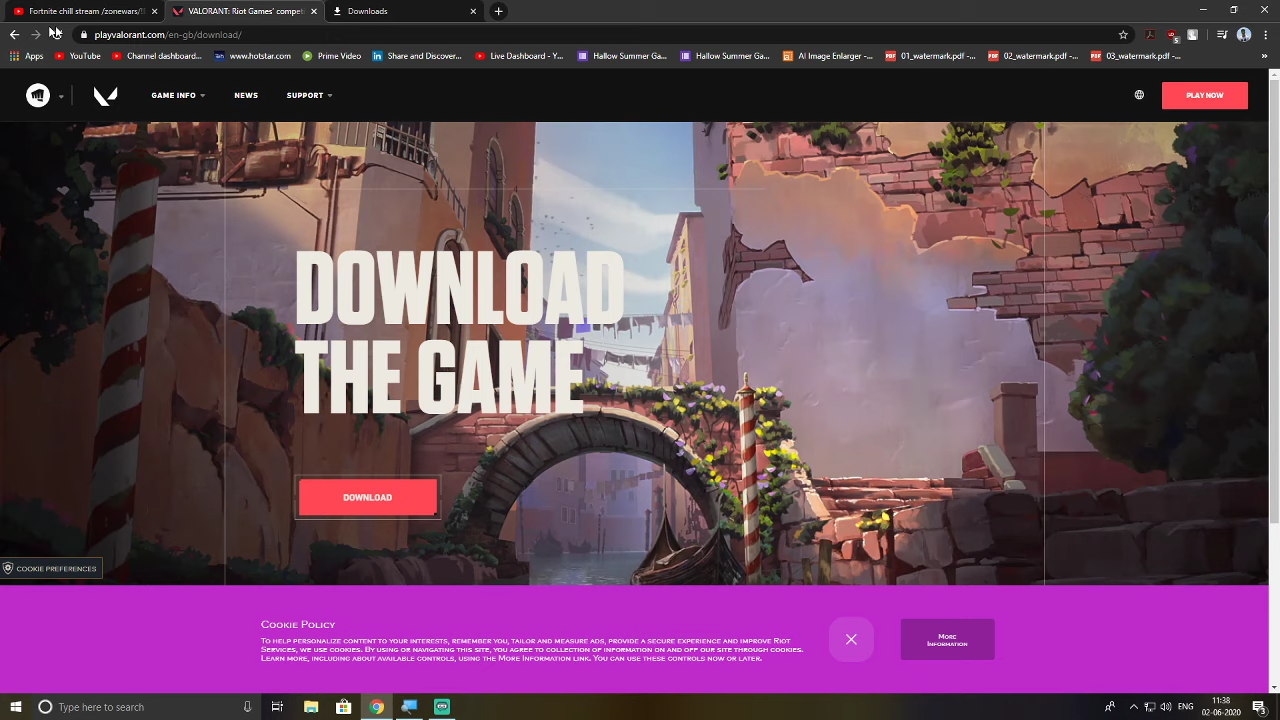 Fortnite Girl Skins!
VALORANT: Riot Games' com
Download
playvalorant.com/en-gb/download/
Apps
YouTube
Channel dashboard...
www.hotstar.com
Prime Video
Share and Discover...
Live Dashboard - Y...
Hallow Summer Ga...
Hallow Summer Ga...
Image Enlarger -...
01_watermark.pdf -...
02_watermark.pdf -...
03_watermark.pdf -...
GAME INFO
NEWS
SUPPORT
PLAY NOW
DOWNLOAD
THE GAME
DOWNLOAD
COOKIE PREFERENCES
Cookie Policy
To help personalize content to your interests, remember you, tailor and measure ads, provide a secure experience and improve Riot
Services, we use cookies. By using or navigating this site, you agree to collection of information on and off our site through cookies.
Learn more, including about available controls, using the More Information link. You can use these controls now or later.
More
Information
Type here to search
ENG
11:38
02-06-2020